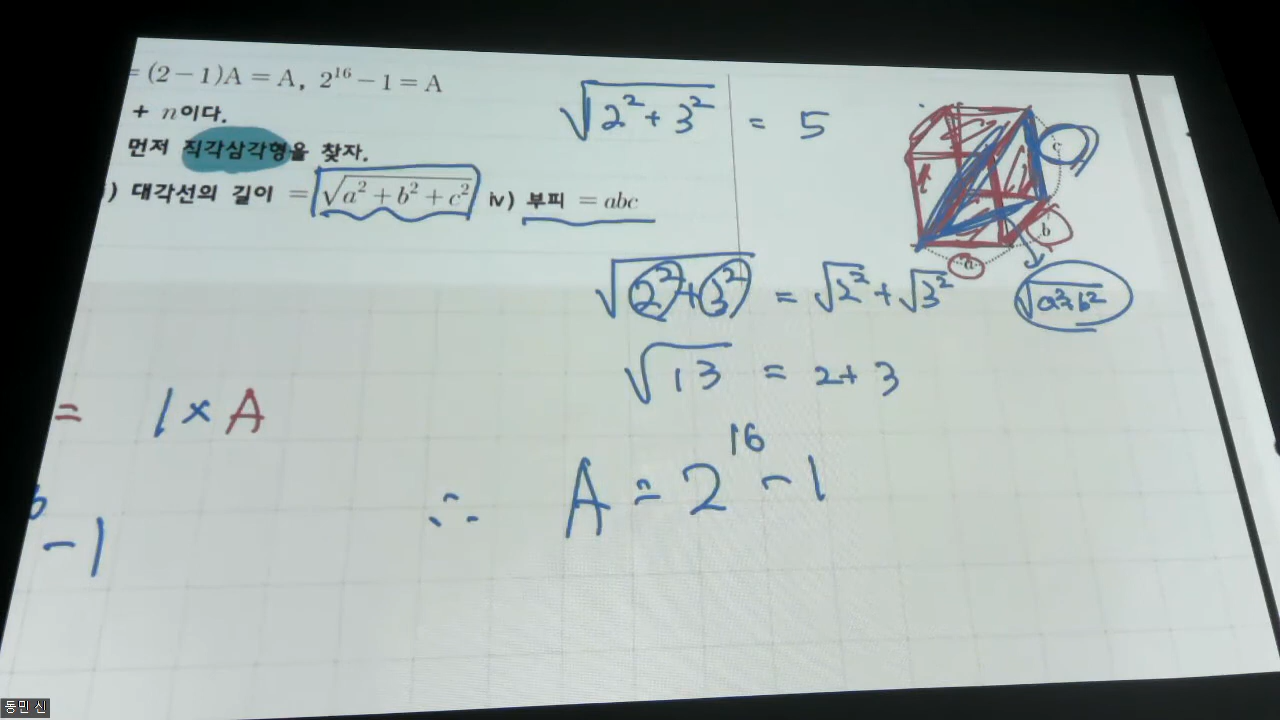 = (2-1)A = A, 2¹⁶-1 = A
+ n이다.
먼저 직각삼각형을 찾자.
) 대각선의 길이 = √(a²+b²+c²) iv) 부피 = abc
√(2²+3²) = 5
c
b
a
√(a²+b²)
√(2²+3²) = √2² + √3²
√13 = 2+3
= 1×A
∴ A = 2¹⁶-1
-1
동민 신